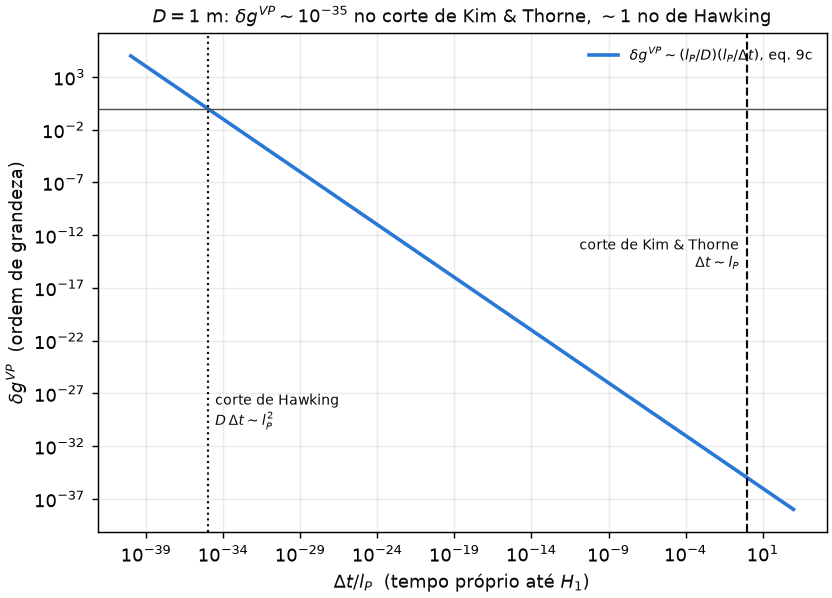 D = 1 m: δg^{VP} ∼ 10^{−35} no corte de Kim & Thorne, ∼ 1 no de Hawking
δg^{VP} ∼ (l_P/D)(l_P/Δt), eq. 9c
10^{3}
10^{−2}
10^{−7}
10^{−12}
10^{−17}
10^{−22}
10^{−27}
10^{−32}
10^{−37}
δg^{VP} (ordem de grandeza)
corte de Kim & Thorne
Δt ∼ l_P
corte de Hawking
D Δt ∼ l_P^2
10^{−39} 10^{−34} 10^{−29} 10^{−24} 10^{−19} 10^{−14} 10^{−9} 10^{−4} 10^{1}
Δt/l_P (tempo próprio até H_1)